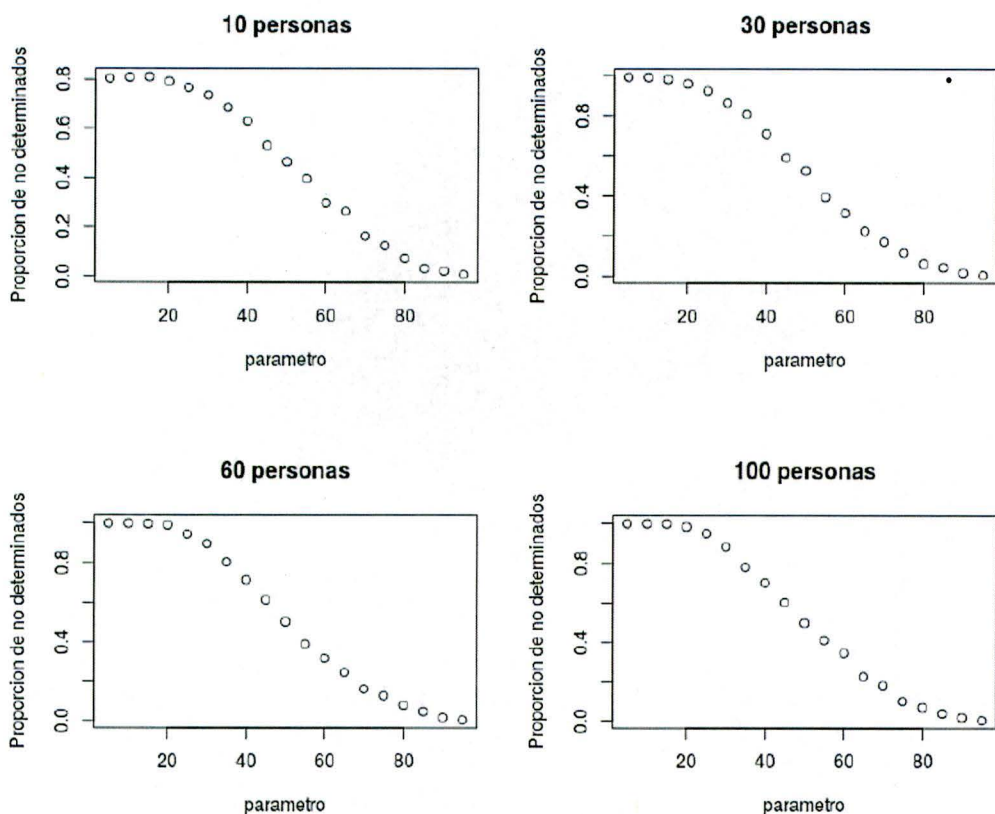 10 personas
Proporcion de no determinados
0.0 0.2 0.4 0.6 0.8
20 40 60 80
parametro
30 personas
Proporcion de no determinados
0.0 0.4 0.8
20 40 60 80
parametro
60 personas
Proporcion de no determinados
0.0 0.4 0.8
20 40 60 80
parametro
100 personas
Proporcion de no determinados
0.0 0.4 0.8
20 40 60 80
parametro